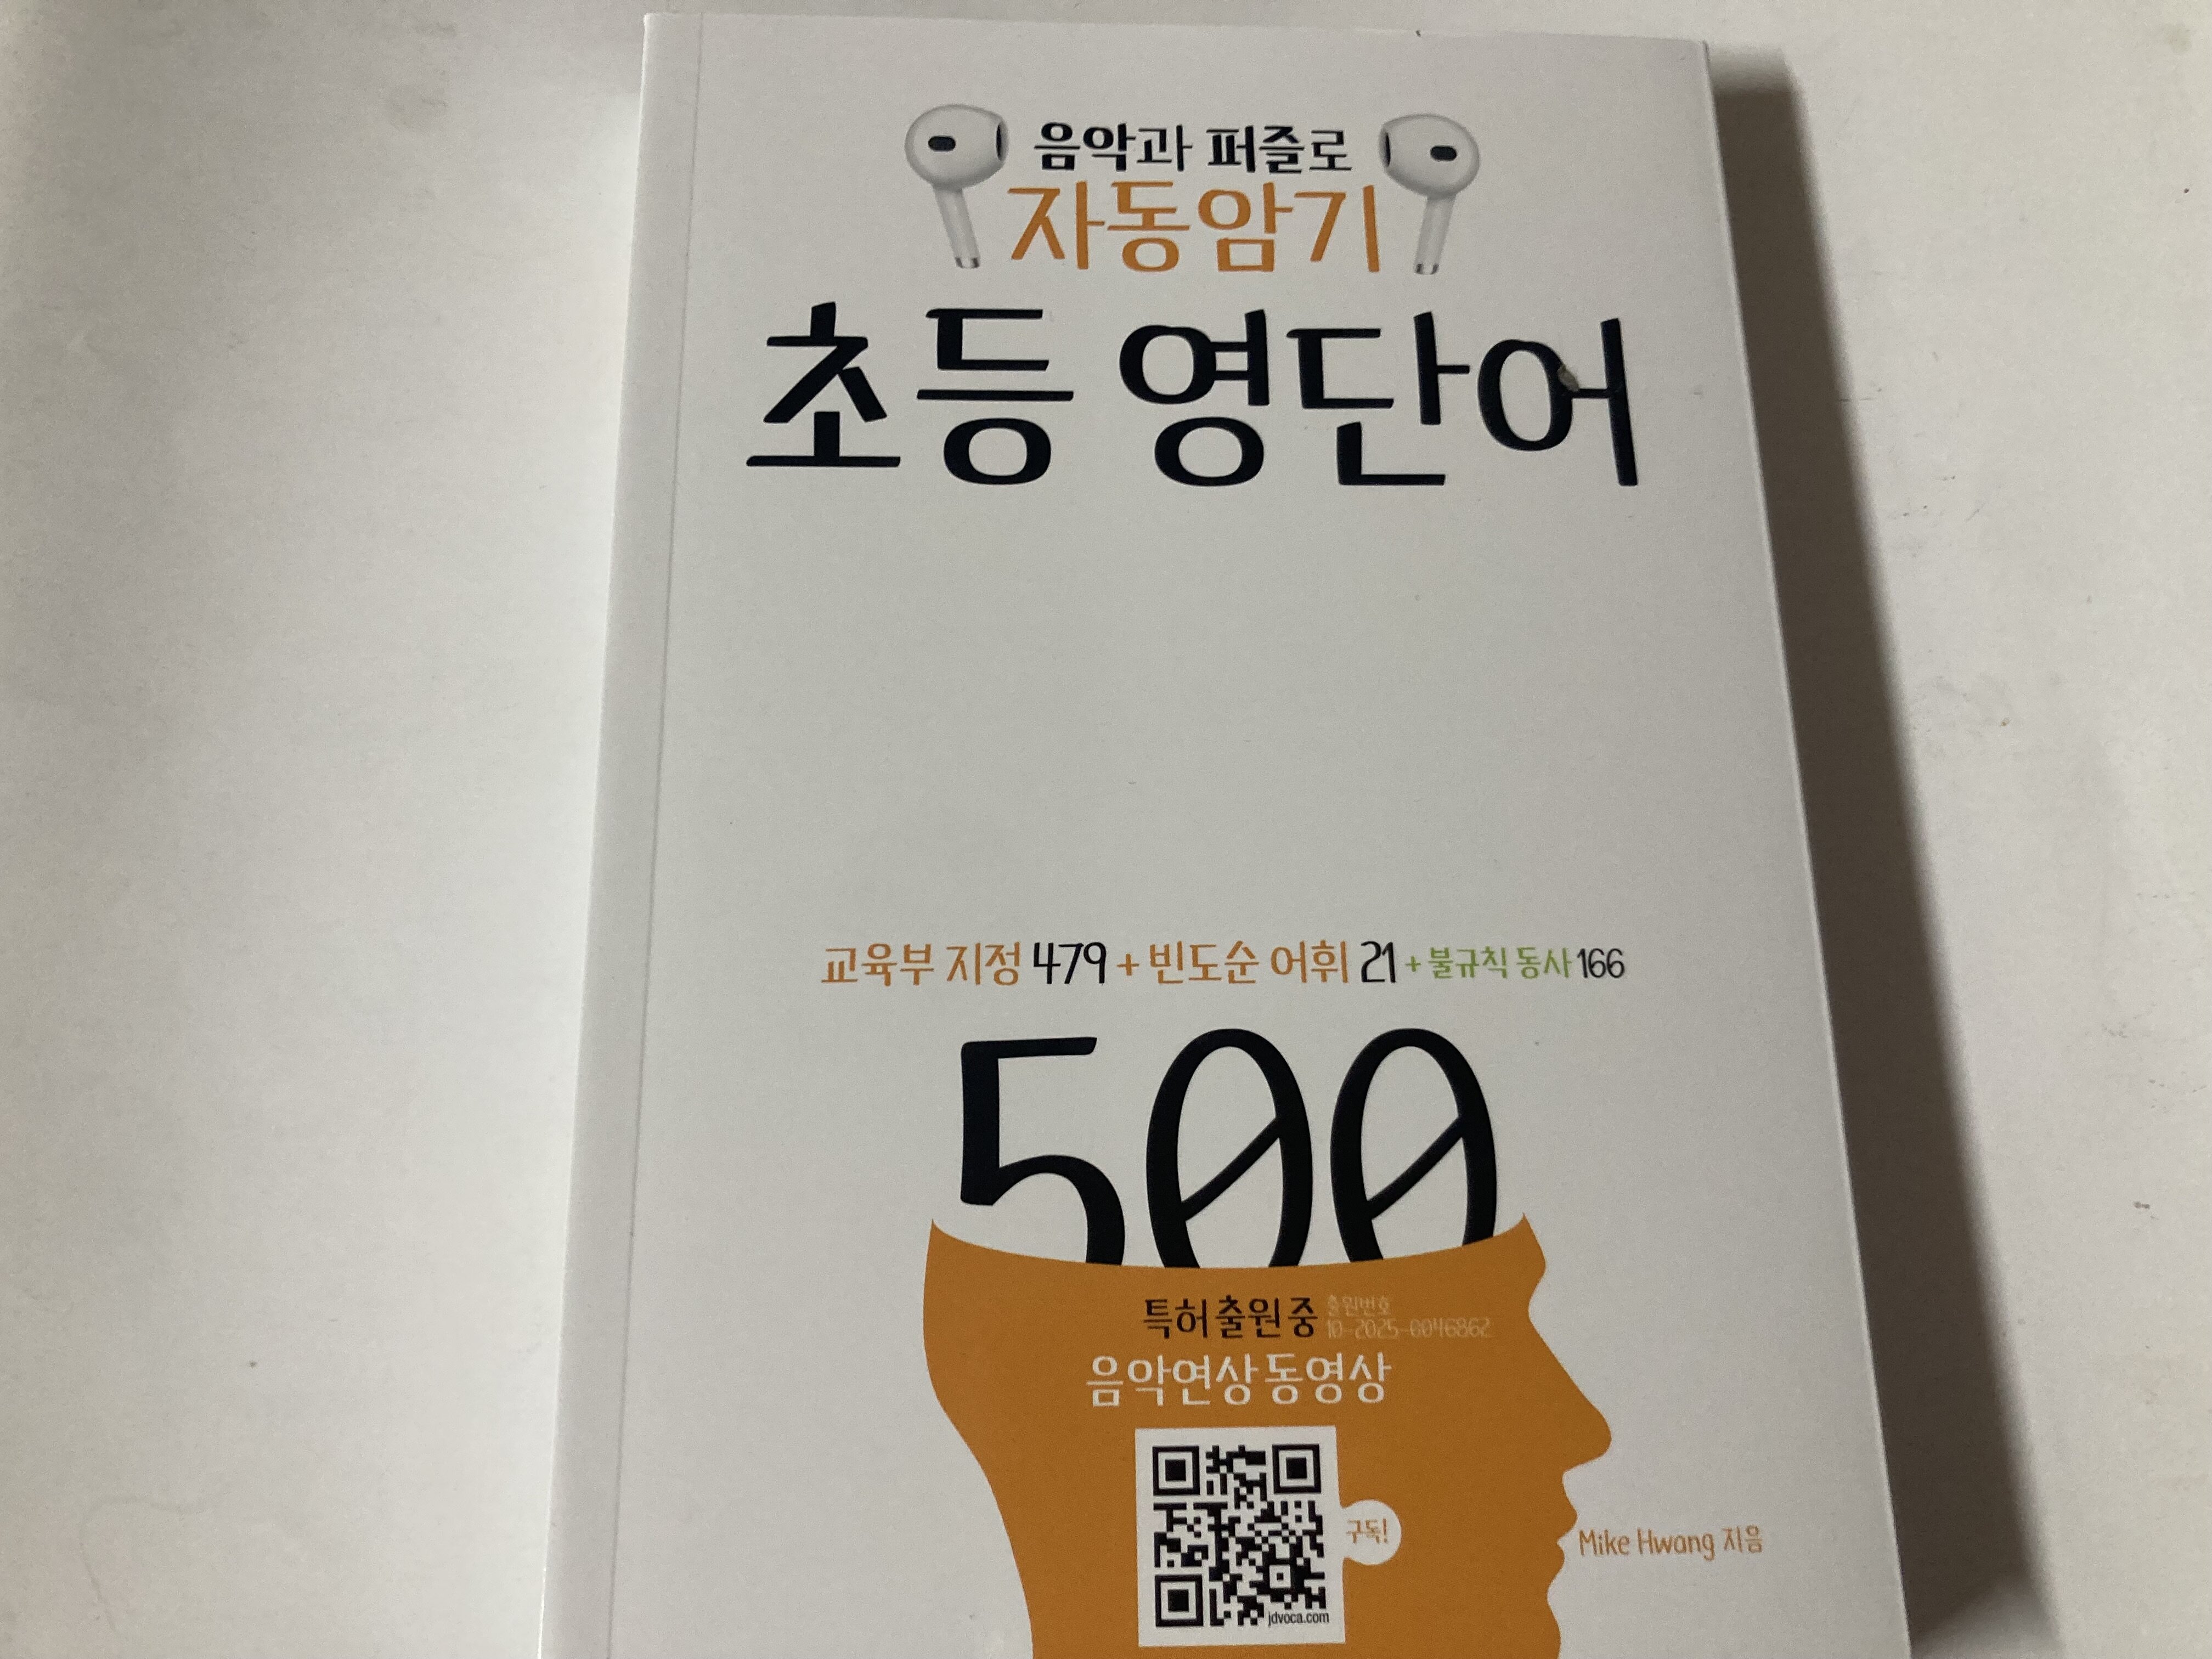 음악과 퍼즐로
자동암기
초등 영단어
교육부 지정 479 + 빈도순 어휘 21 + 불규칙 동사 166
500
특허 출원 중 출원번호
10-2025-0046862
음악연상 동영상
구독!
jdvoca.com
Mike Hwang 지음